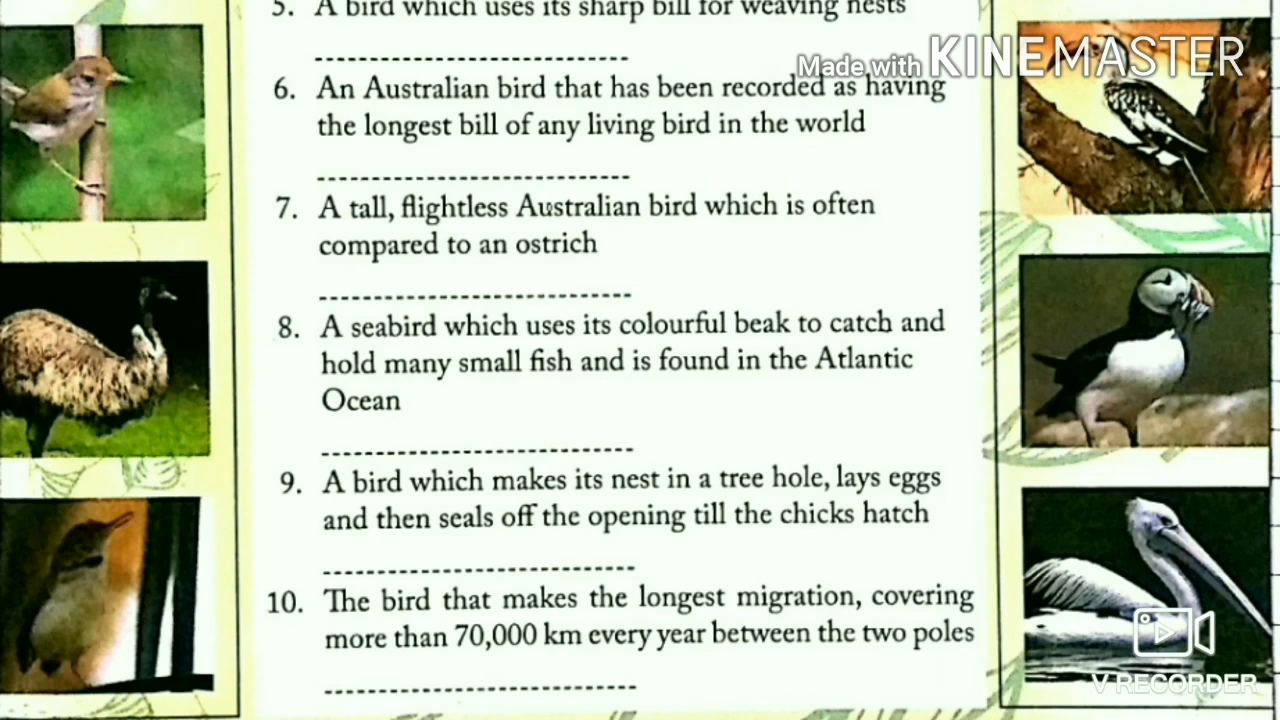 5. A bird which uses its sharp bill for weaving nests
Made with KINEMASTER
6. An Australian bird that has been recorded as having
the longest bill of any living bird in the world
7. A tall, flightless Australian bird which is often
compared to an ostrich
8. A seabird which uses its colourful beak to catch and
hold many small fish and is found in the Atlantic
Ocean
9. A bird which makes its nest in a tree hole, lays eggs
and then seals off the opening till the chicks hatch
10. The bird that makes the longest migration, covering
more than 70,000 km every year between the two poles
V RECORDER